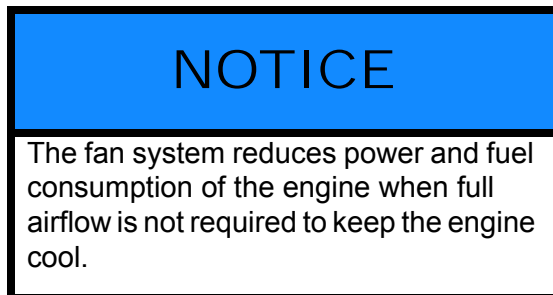 NOTICE
The fan system reduces power and fuel
consumption of the engine when full
airflow is not required to keep the engine
cool.